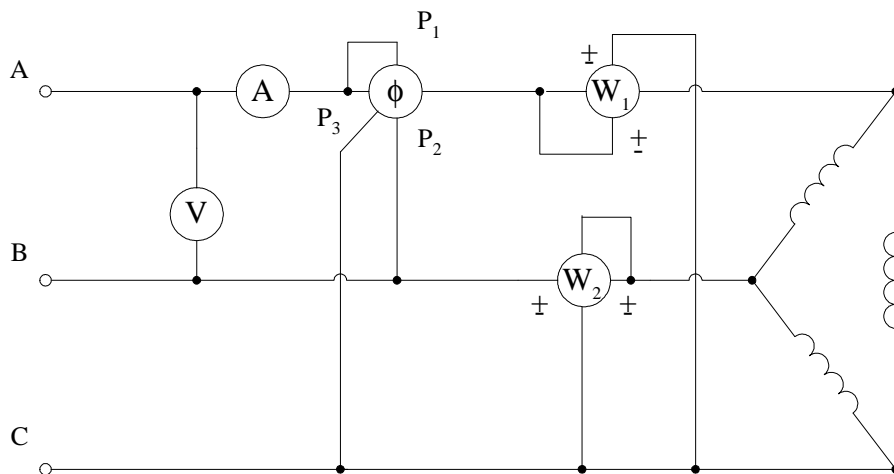 P₁
A
±
A
ϕ
W₁
P₃
P₂
±
V
B
W₂
±
±
C